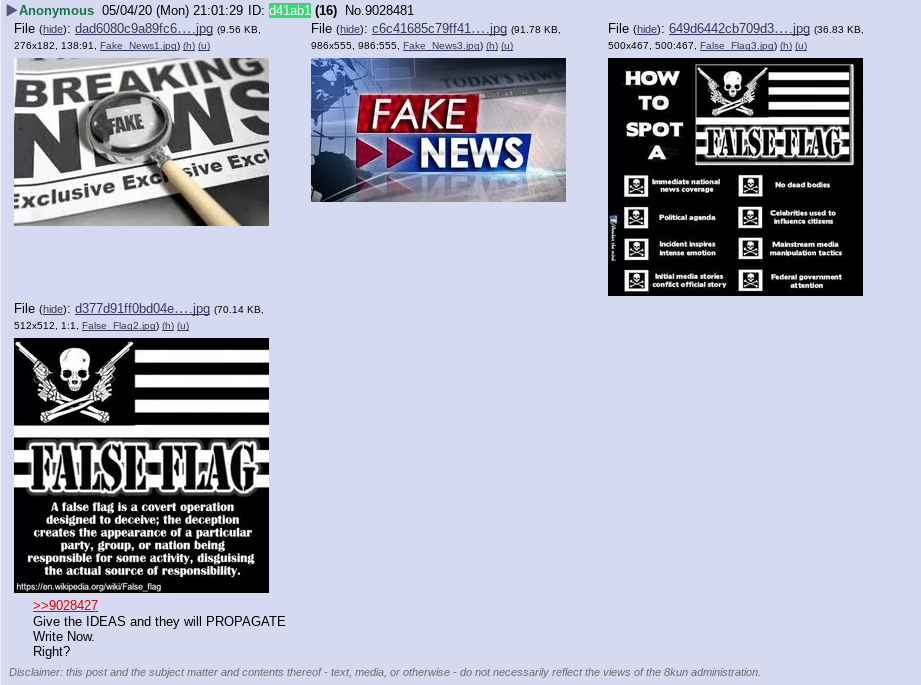 Anonymous 05/04/20 (Mon) 21:01:29 ID: d41ab1 (16) No.9028481
File (hide): dad6080c9a89fc6….jpg (9.56 KB,
276x182, 138:91, Fake_News1.jpg) (h) (u)
BREAKING
NEWS
FAKE
Exclusive Exclusive Excl
File (hide): c6c41685c79ff41….jpg (91.78 KB,
986x555, 986:555, Fake_News3.jpg) (h) (u)
TODAY'S NEWS
FAKE
NEWS
File (hide): 649d6442cb709d3….jpg (36.83 KB,
500x467, 500:467, False_Flag3.jpg) (h) (u)
HOW
TO
SPOT
A
FALSE-FLAG
Immediate national
news coverage
No dead bodies
Political agenda
Celebrities used to
influence citizens
Incident inspires
intense emotion
Mainstream media
manipulation tactics
Initial media stories
conflict official story
Federal government
attention
File (hide): d377d91ff0bd04e….jpg (70.14 KB,
512x512, 1:1, False_Flag2.jpg) (h) (u)
FALSE FLAG
A false flag is a covert operation
designed to deceive; the deception
creates the appearance of a particular
party, group, or nation being
responsible for some activity, disguising
the actual source of responsibility.
https://en.wikipedia.org/wiki/False_flag
>>9028427
Give the IDEAS and they will PROPAGATE
Write Now.
Right?
Disclaimer: this post and the subject matter and contents thereof - text, media, or otherwise - do not necessarily reflect the views of the 8kun administration.